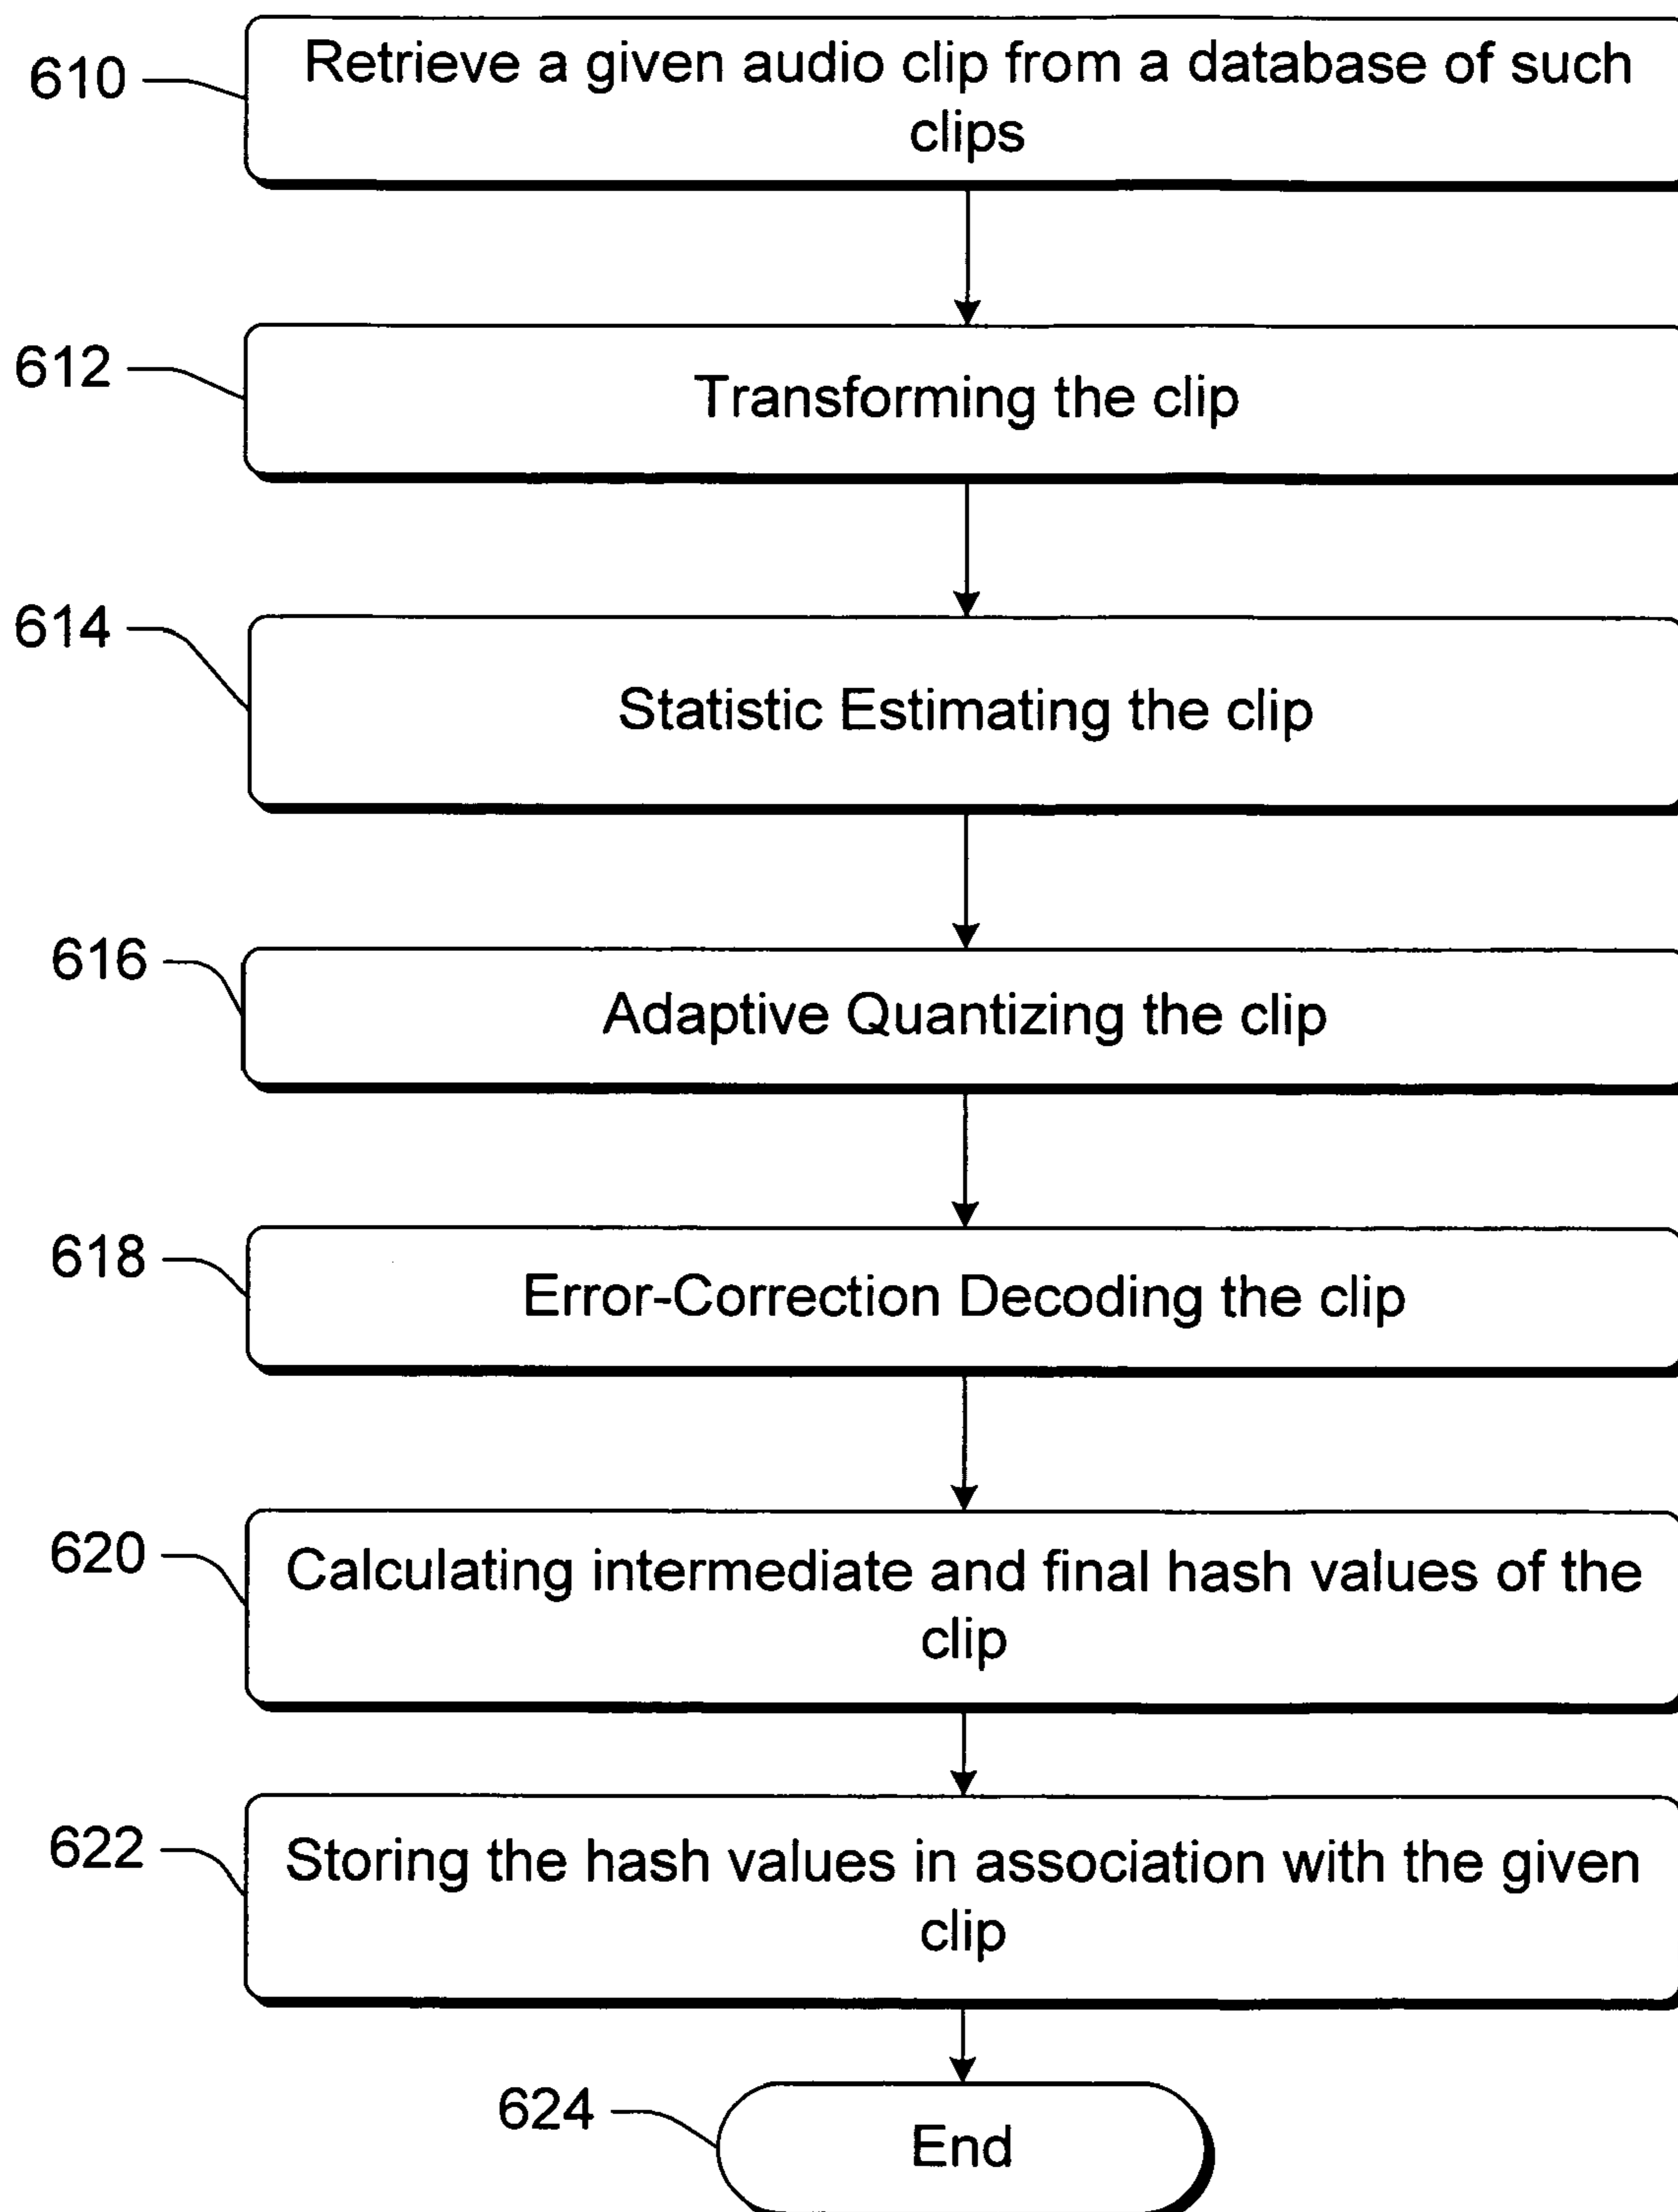 610
Retrieve a given audio clip from a database of such
clips
612
Transforming the clip
614
Statistic Estimating the clip
616
Adaptive Quantizing the clip
618
Error-Correction Decoding the clip
620
Calculating intermediate and final hash values of the
clip
622
Storing the hash values in association with the given
clip
624
End